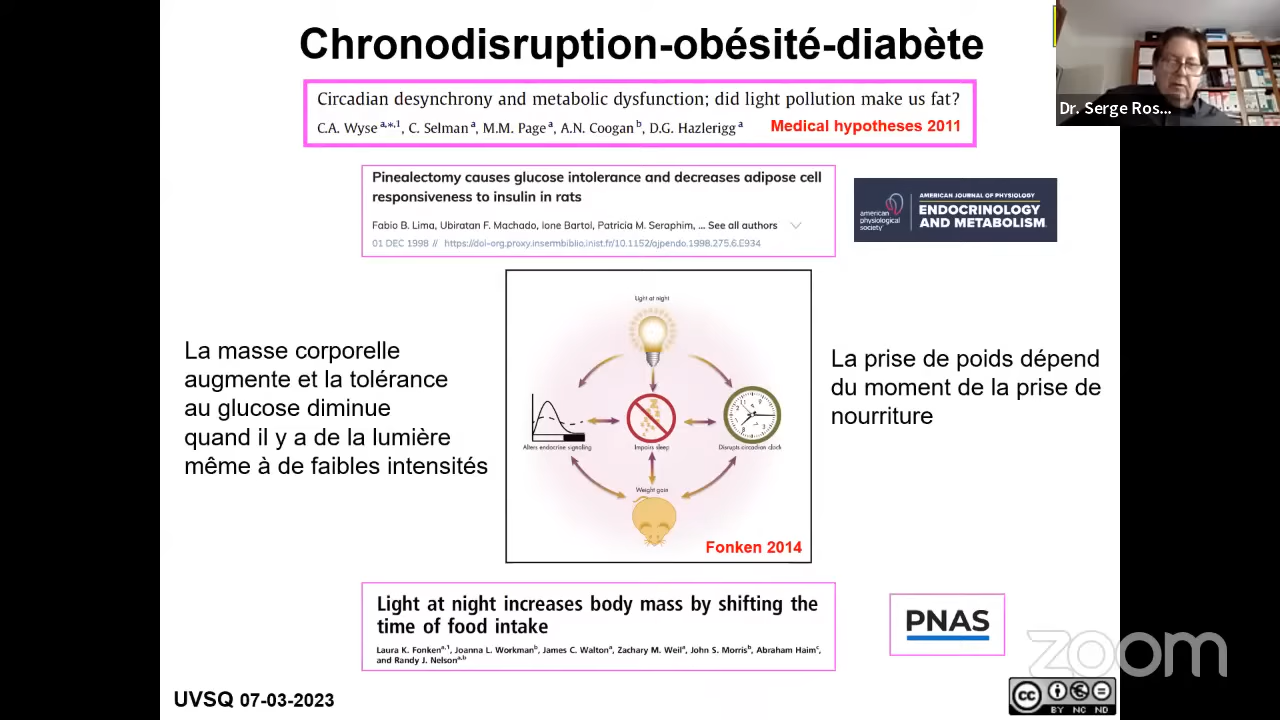 Chronodisruption-obésité-diabète
Dr. Serge Ros...
Circadian desynchrony and metabolic dysfunction; did light pollution make us fat?
C.A. Wyse a,*,1, C. Selman a, M.M. Page a, A.N. Coogan b, D.G. Hazlerigg a
Medical hypotheses 2011
Pinealectomy causes glucose intolerance and decreases adipose cell
responsiveness to insulin in rats
Fabio B. Lima, Ubiratan F. Machado, Ione Bartol, Patricia M. Seraphim, ... See all authors
01 DEC 1998 // https://doi-org.proxy.insermbiblio.inist.fr/10.1152/ajpendo.1998.275.6.E934
american
physiological
society
AMERICAN JOURNAL OF PHYSIOLOGY
ENDOCRINOLOGY
AND METABOLISM
La masse corporelle
augmente et la tolérance
au glucose diminue
quand il y a de la lumière
même à de faibles intensités
Light at night
Alters endocrine signaling
Impairs sleep
Disrupts circadian clock
Weight gain
Fonken 2014
La prise de poids dépend
du moment de la prise de
nourriture
Light at night increases body mass by shifting the
time of food intake
Laura K. Fonken a,1, Joanna L. Workman b, James C. Walton a, Zachary M. Weil a, John S. Morris b, Abraham Haim c,
and Randy J. Nelson a,b
PNAS
zoom
UVSQ 07-03-2023
cc
BY NC ND